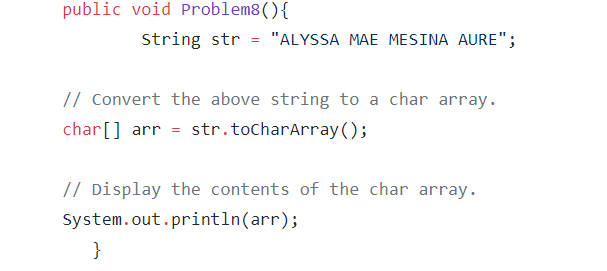 public void Problem8(){
String str = "ALYSSA MAE MESINA AURE";
// Convert the above string to a char array.
char[] arr = str.toCharArray();
// Display the contents of the char array.
System.out.println(arr);
}